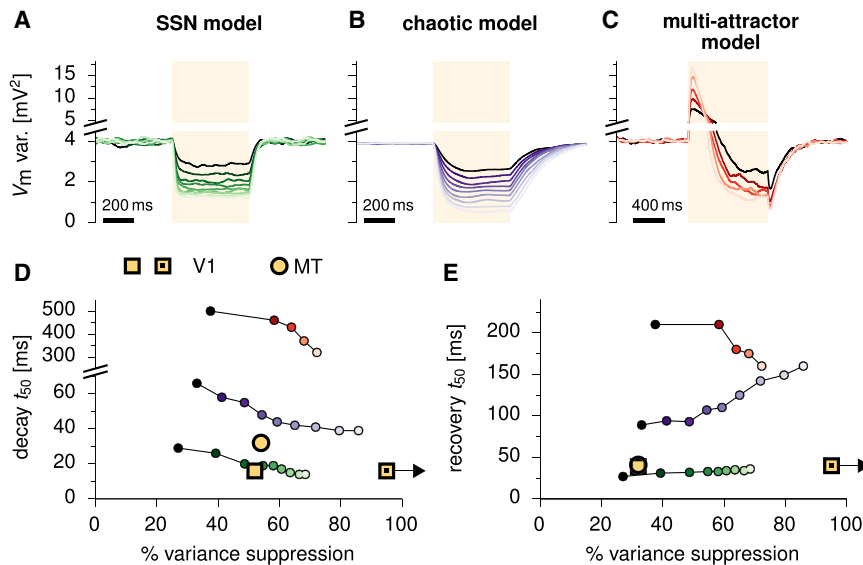 A
SSN model
B
chaotic model
C
multi-attractor
model
Vm var. [mV2]
15
10
5
4
2
0
200 ms
200 ms
400 ms
D
V1
MT
E
decay t50 [ms]
500
400
300
60
40
20
0
0
20
40
60
80
100
% variance suppression
recovery t50 [ms]
200
150
100
50
0
0
20
40
60
80
100
% variance suppression